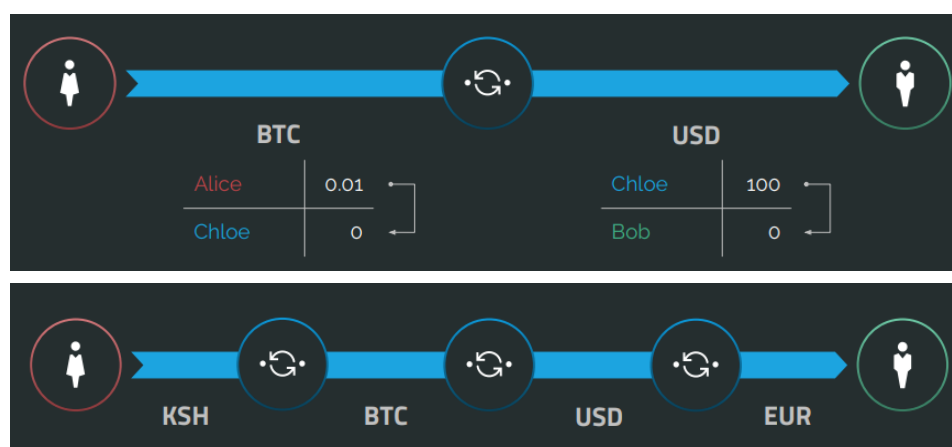 BTC USD
Alice 0.01 Chloe 100
Chloe 0 Bob 0
KSH BTC USD EUR